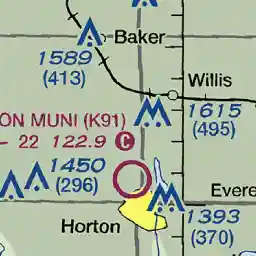 Baker
1589
(413)
Willis
ON MUNI (K91)
1615
(495)
- 22 122.9 C
1450
(296)
Evere
Horton
1393
(370)